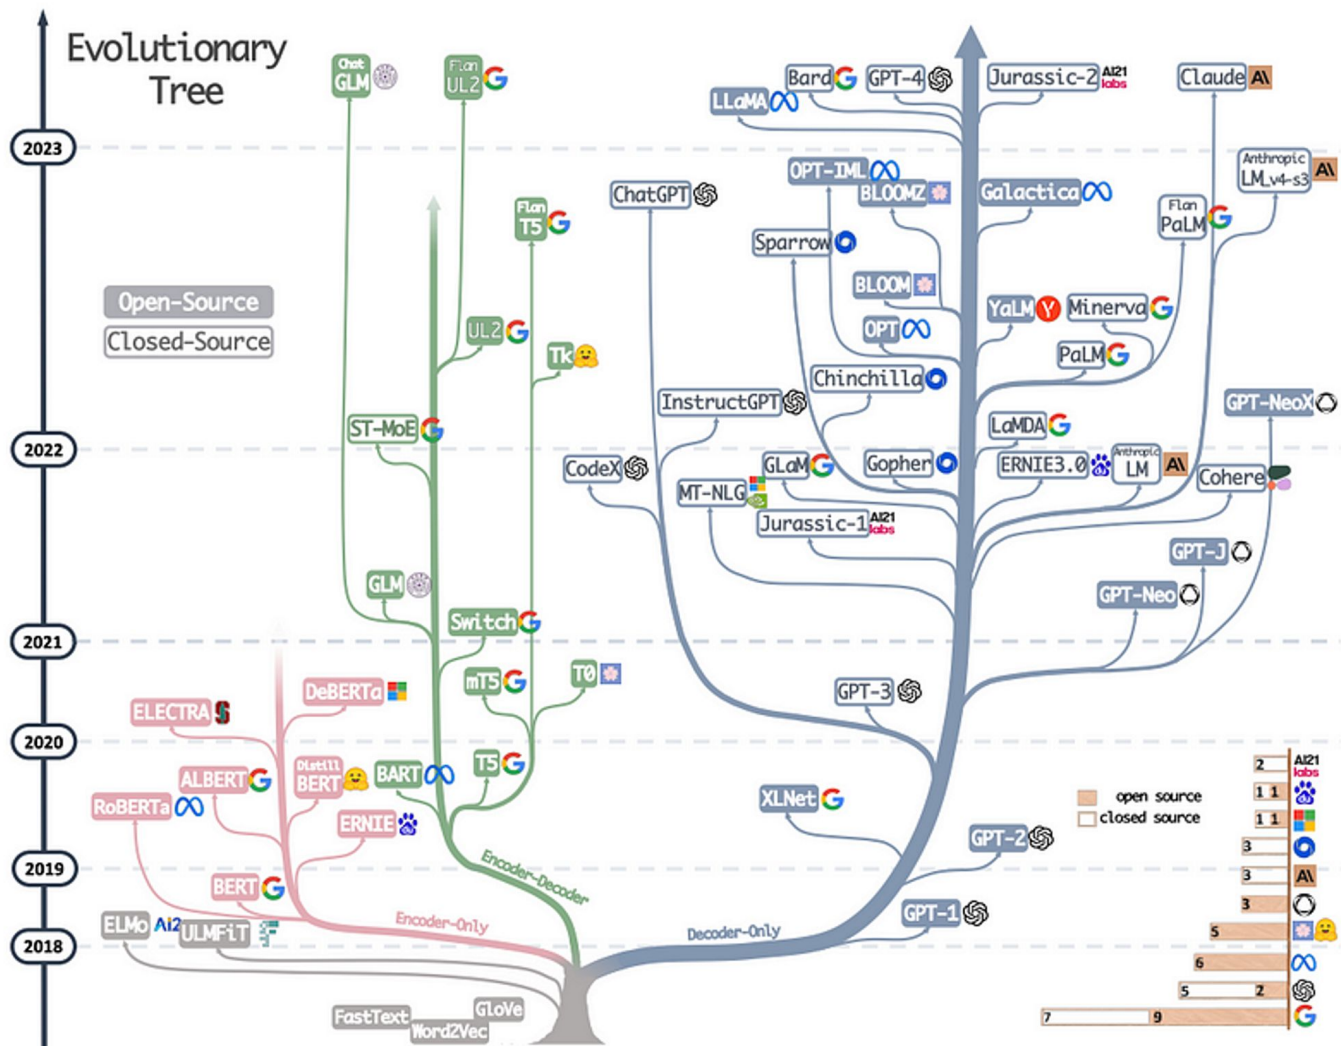 Evolutionary
Tree
2023
2022
2021
2020
2019
2018
Open-Source
Closed-Source
Chat
GLM
Flan
UL2
Bard
GPT-4
Jurassic-2
AI21
labs
Claude
A\
LLaMA
OPT-IML
BLOOMZ
Galactica
Anthropic
LM_v4-s3
A\
ChatGPT
Flan
PaLM
Flan
T5
Sparrow
BLOOM
YaLM
Minerva
UL2
OPT
Tk
PaLM
Chinchilla
InstructGPT
GPT-NeoX
ST-MoE
LaMDA
CodeX
GLaM
Gopher
ERNIE3.0
Anthropic
LM
A\
Cohere
MT-NLG
Jurassic-1
AI21
labs
GPT-J
GLM
GPT-Neo
Switch
mT5
T0
GPT-3
DeBERTa
ELECTRA
ALBERT
Distill
BERT
BART
T5
RoBERTa
ERNIE
XLNet
GPT-2
BERT
Encoder-Decoder
ELMo
Ai2
ULMFiT
Encoder-Only
Decoder-Only
GPT-1
FastText
Word2Vec
GloVe
open source
closed source
2
AI21
labs
1 1
1 1
3
3
A\
3
5
6
5 2
7 9